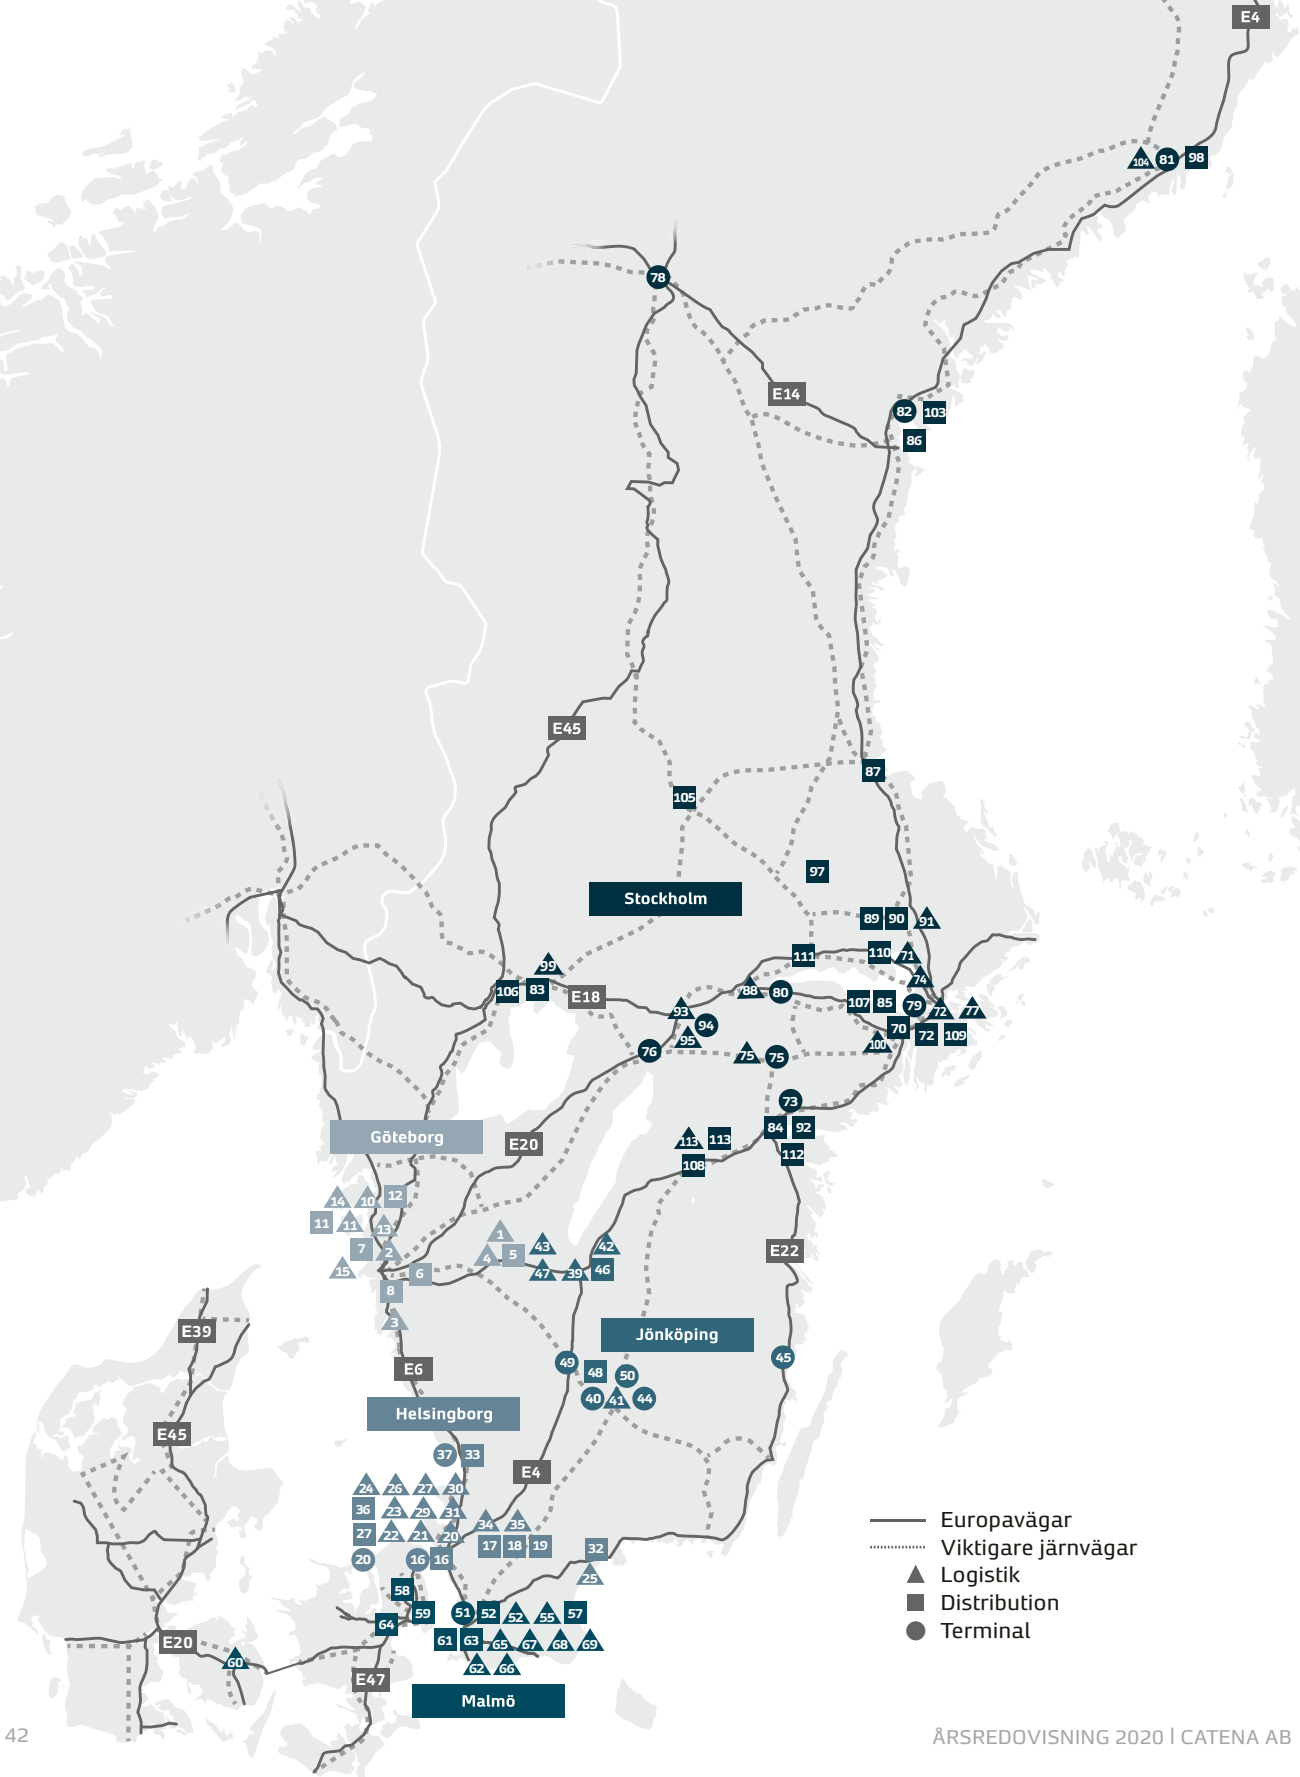 E4
104 81 98
78
E14
82 103
86
E45
87
105
97
Stockholm
89 90 91
111 110 71
99
74
106 83 E18
88 80
107 85 79 72 77
93
94
95
70 72 109
100
76 75 75
73
84 92
Göteborg
E20
113 113
112
108
14 10 12
11 11 13
7 2
15
1
4 5
43 42
6
47 39 46
8
E22
3
E39
Jönköping
49 48 50
45
E6
40 41 44
Helsingborg
E45
37 33
E4
24 26 27 30
36 23 29 31
34 35
27 22 21 20
17 18 19
32
20 16 16
25
58
59 51 52 52 55 57
64
61 63 65 67 68 69
E20
60
62 66
E47
Malmö
Europavägar
Viktigare järnvägar
Logistik
Distribution
Terminal
42
ÅRSREDOVISNING 2020 | CATENA AB